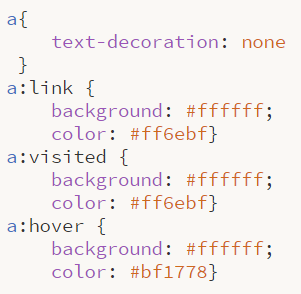 a{
    text-decoration: none
 }
a:link {
    background: #ffffff;
    color: #ff6ebf}
a:visited {
    background: #ffffff;
    color: #ff6ebf}
a:hover {
    background: #ffffff;
    color: #bf1778}